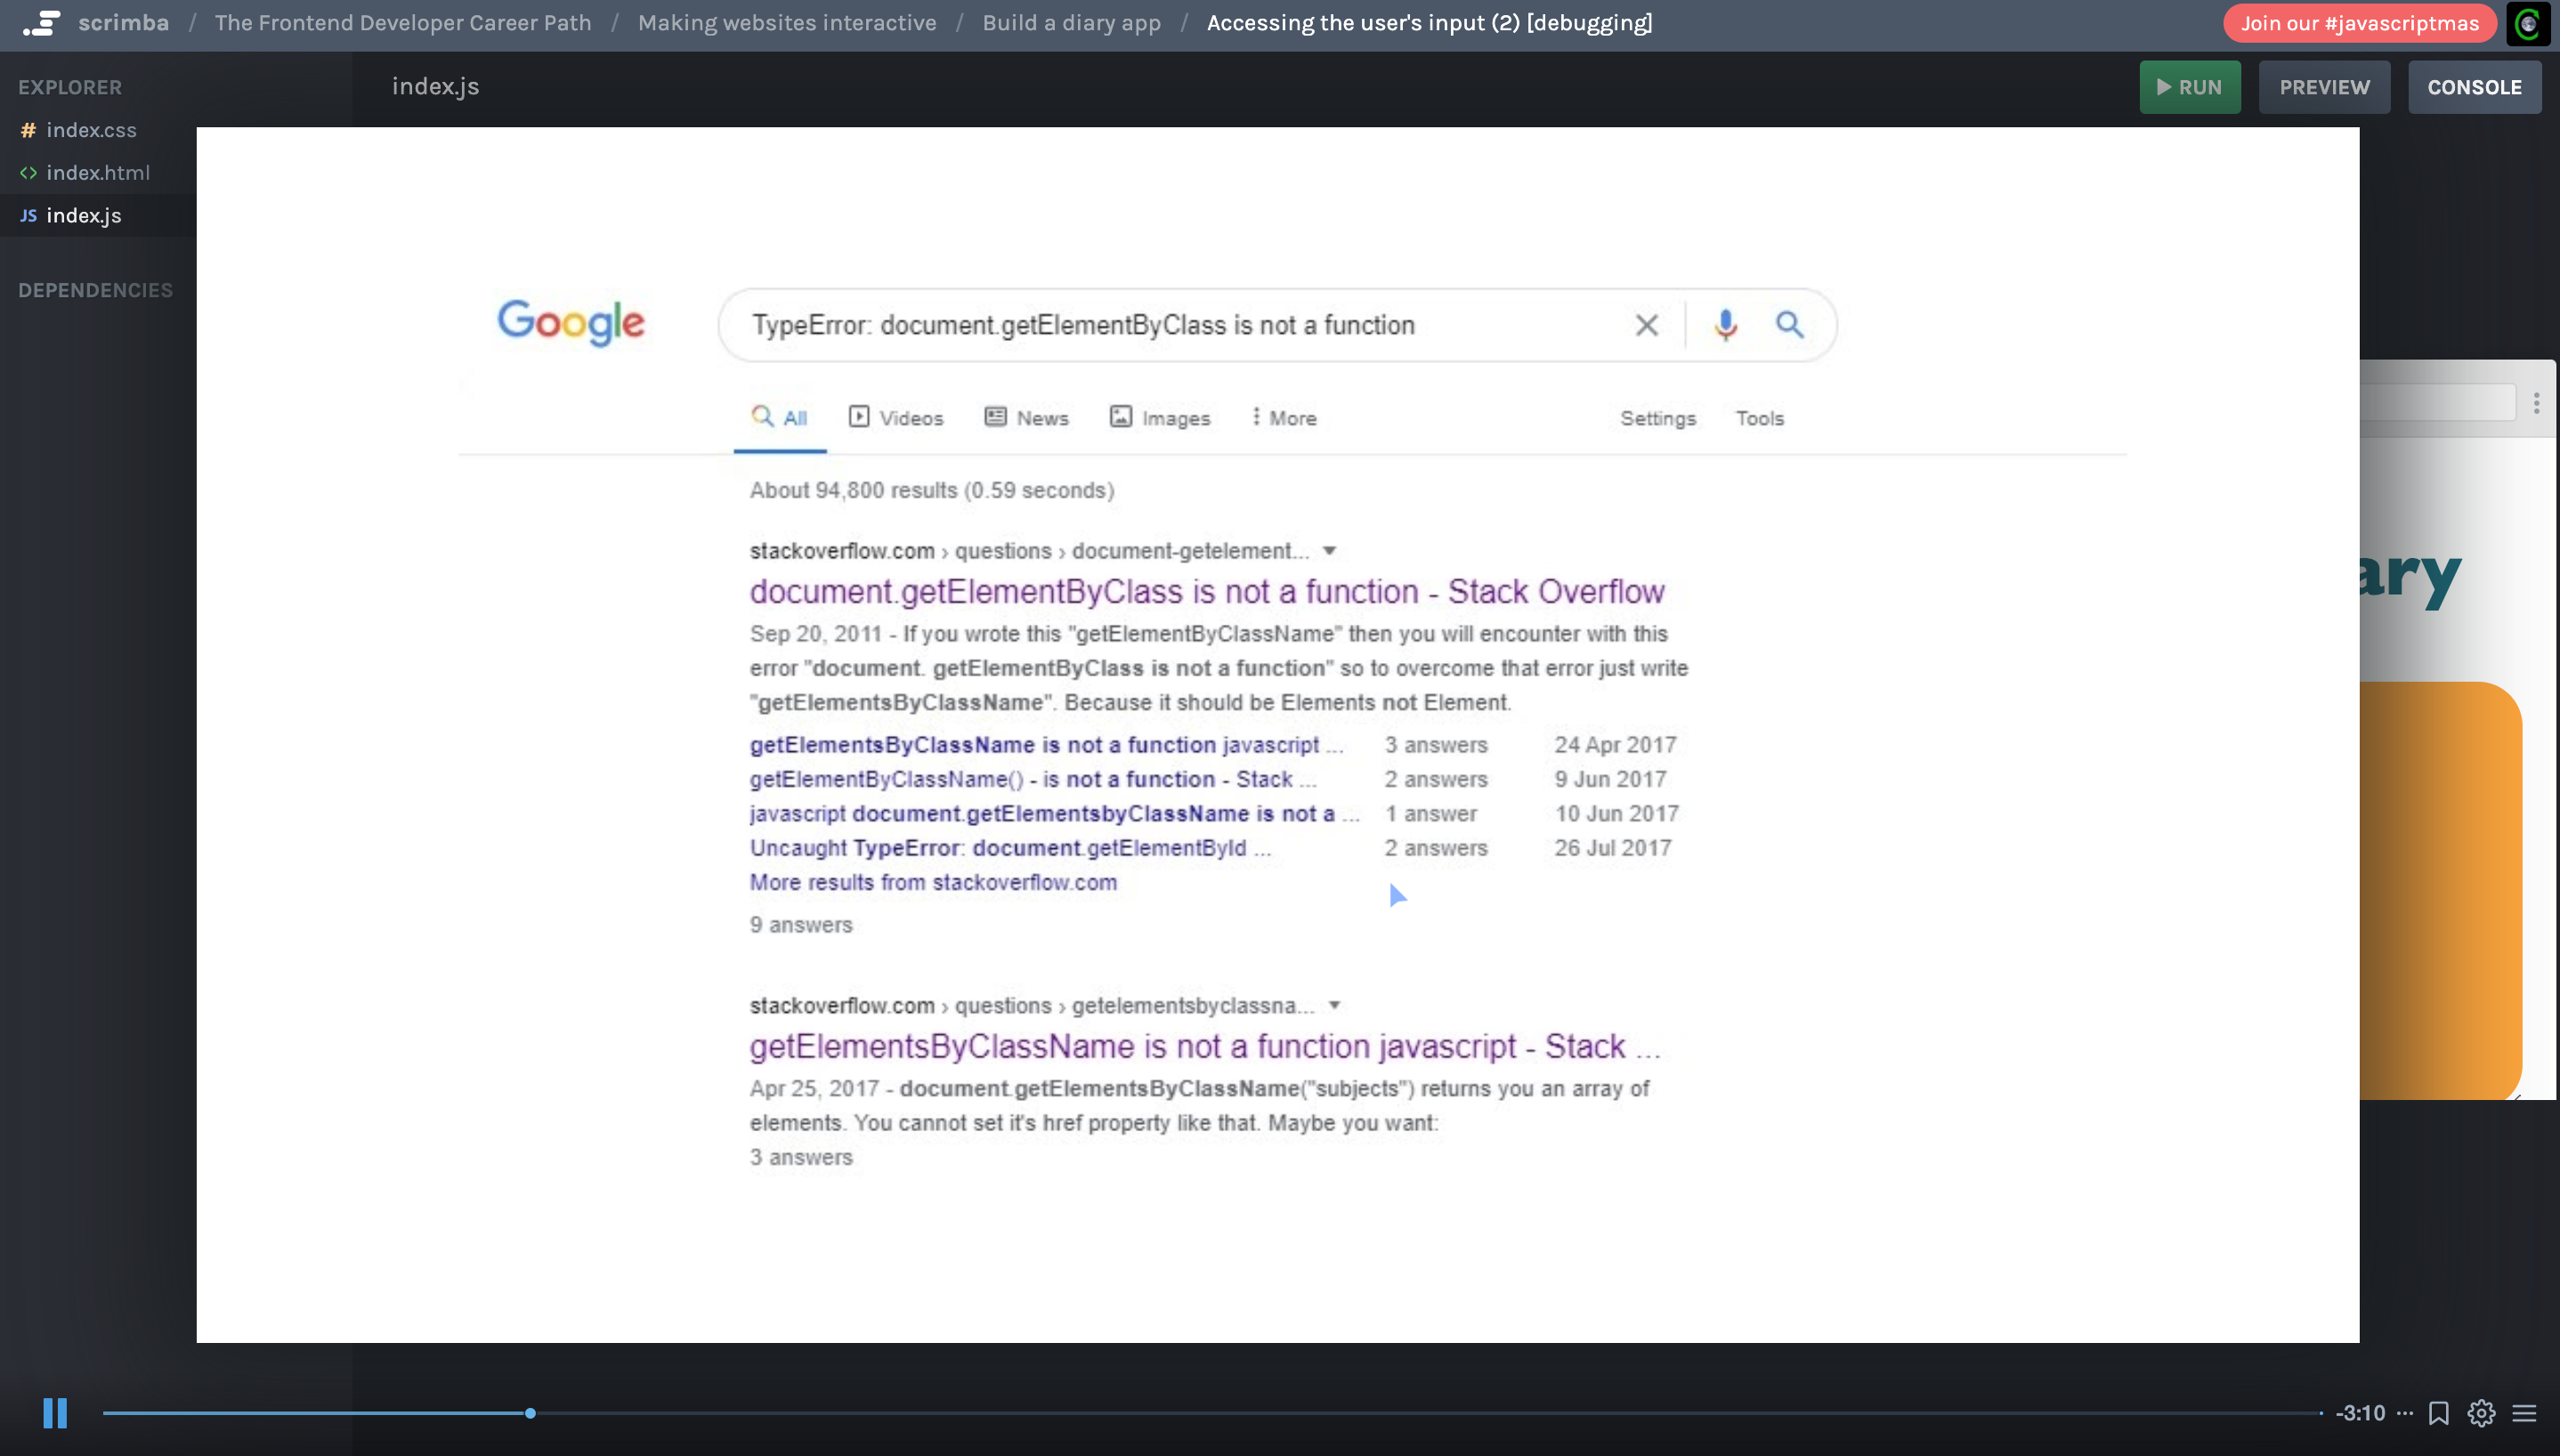 scrimba / The Frontend Developer Career Path / Making websites interactive / Build a diary app / Accessing the user's input (2) [debugging]
Join our #javascriptmas
EXPLORER
# index.css
<> index.html
JS index.js
DEPENDENCIES
index.js
RUN
PREVIEW
CONSOLE
Google
TypeError: document.getElementByClass is not a function
All
Videos
News
Images
More
Settings
Tools
About 94,800 results (0.59 seconds)
stackoverflow.com › questions › document-getelement...
document.getElementByClass is not a function - Stack Overflow
Sep 20, 2011 - If you wrote this "getElementByClassName" then you will encounter with this
error "document. getElementByClass is not a function" so to overcome that error just write
"getElementsByClassName". Because it should be Elements not Element.
getElementsByClassName is not a function javascript ... 3 answers 24 Apr 2017
getElementByClassName() - is not a function - Stack ... 2 answers 9 Jun 2017
javascript document.getElementsbyClassName is not a ... 1 answer 10 Jun 2017
Uncaught TypeError: document.getElementById ... 2 answers 26 Jul 2017
More results from stackoverflow.com
9 answers
stackoverflow.com › questions › getelementsbyclassna...
getElementsByClassName is not a function javascript - Stack ...
Apr 25, 2017 - document.getElementsByClassName("subjects") returns you an array of
elements. You cannot set it's href property like that. Maybe you want:
3 answers
ary
-3:10